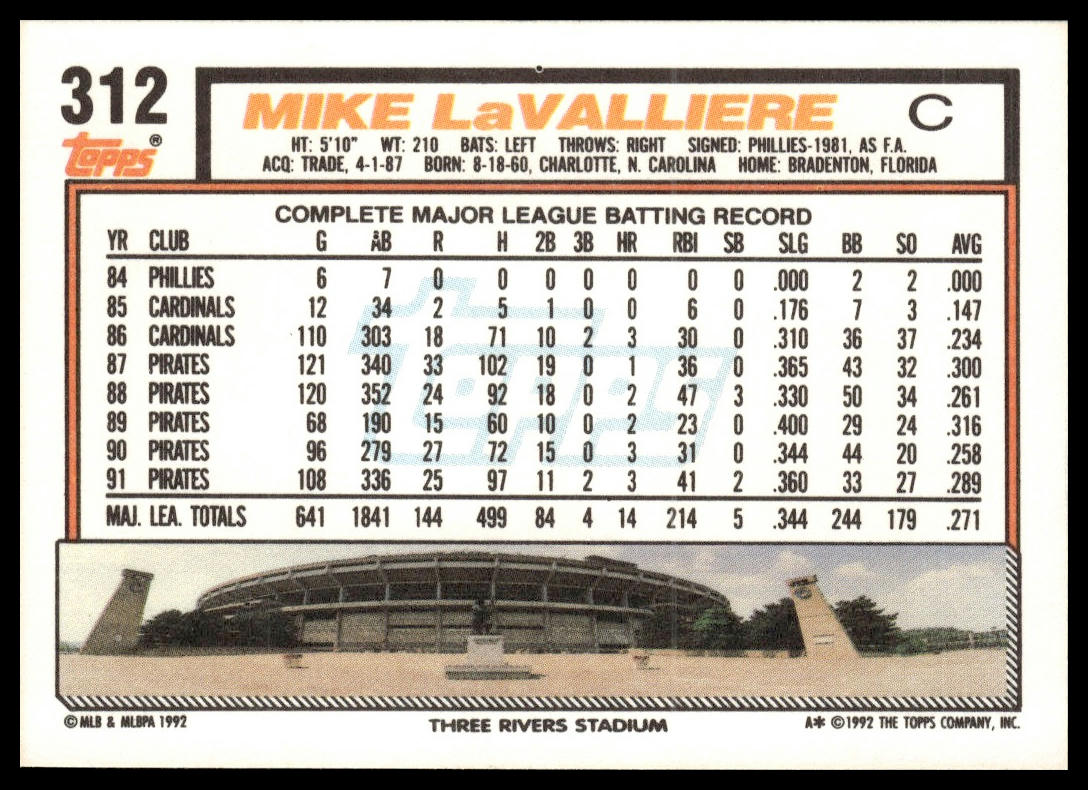 312
MIKE LaVALLIERE C
Topps®
HT: 5'10" WT: 210 BATS: LEFT THROWS: RIGHT SIGNED: PHILLIES-1981, AS F.A.
ACQ: TRADE, 4-1-87 BORN: 8-18-60, CHARLOTTE, N. CAROLINA HOME: BRADENTON, FLORIDA
COMPLETE MAJOR LEAGUE BATTING RECORD
YR CLUB G AB R H 2B 3B HR RBI SB SLG BB SO AVG
84 PHILLIES 6 7 0 0 0 0 0 0 0 .000 2 2 .000
85 CARDINALS 12 34 2 5 1 0 0 6 0 .176 7 3 .147
86 CARDINALS 110 303 18 71 10 2 3 30 0 .310 36 37 .234
87 PIRATES 121 340 33 102 19 0 1 36 0 .365 43 32 .300
88 PIRATES 120 352 24 92 18 0 2 47 3 .330 50 34 .261
89 PIRATES 68 190 15 60 10 0 2 23 0 .400 29 24 .316
90 PIRATES 96 279 27 72 15 0 3 31 0 .344 44 20 .258
91 PIRATES 108 336 25 97 11 2 3 41 2 .360 33 27 .289
MAJ. LEA. TOTALS 641 1841 144 499 84 4 14 214 5 .344 244 179 .271
Topps
© MLB & MLBPA 1992 THREE RIVERS STADIUM A* © 1992 THE TOPPS COMPANY, INC.